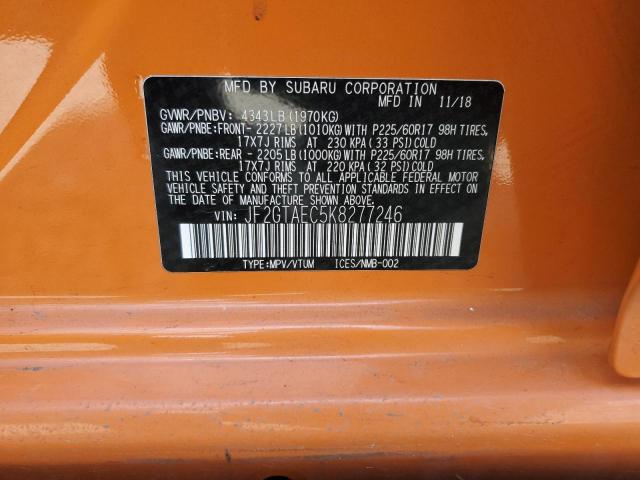 MFD BY SUBARU CORPORATION
MFD IN 11/18
GVWR/PNBV: 4343LB(1970KG)
GAWR/PNBE:FRONT- 2227LB(1010KG)WITH P225/60R17 98H TIRES,
17X7J RIMS AT 230 KPA(33 PSI)COLD
GAWR/PNBE:REAR - 2205LB(1000KG)WITH P225/60R17 98H TIRES,
17X7J RIMS AT 220 KPA(32 PSI)COLD
THIS VEHICLE CONFORMS TO ALL APPLICABLE FEDERAL MOTOR
VEHICLE SAFETY AND BUMPER STANDARDS IN EFFECT ON
THE DATE OF MANUFACTURE SHOWN ABOVE.
VIN: JF2GTAEC5K8277246
TYPE:MPV/VTUM ICES/NMB-002